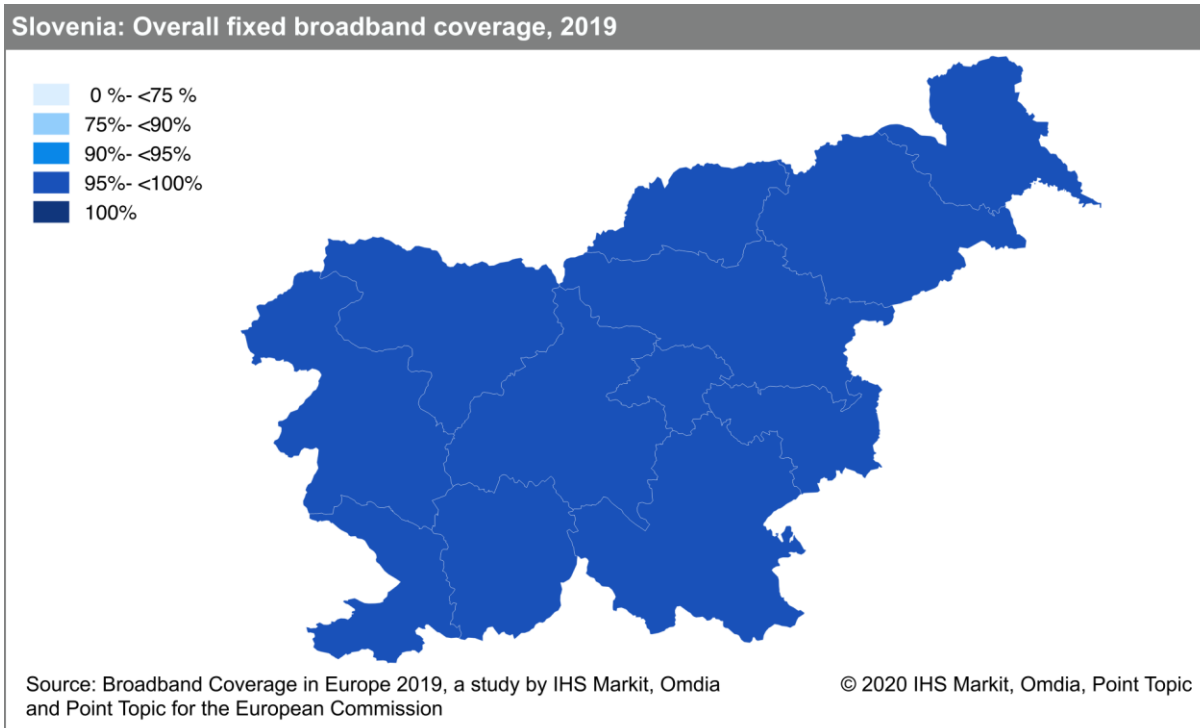 Slovenia: Overall fixed broadband coverage, 2019
0 %- <75 %
75%- <90%
90%- <95%
95%- <100%
100%
Source: Broadband Coverage in Europe 2019, a study by IHS Markit, Omdia
and Point Topic for the European Commission
© 2020 IHS Markit, Omdia, Point Topic